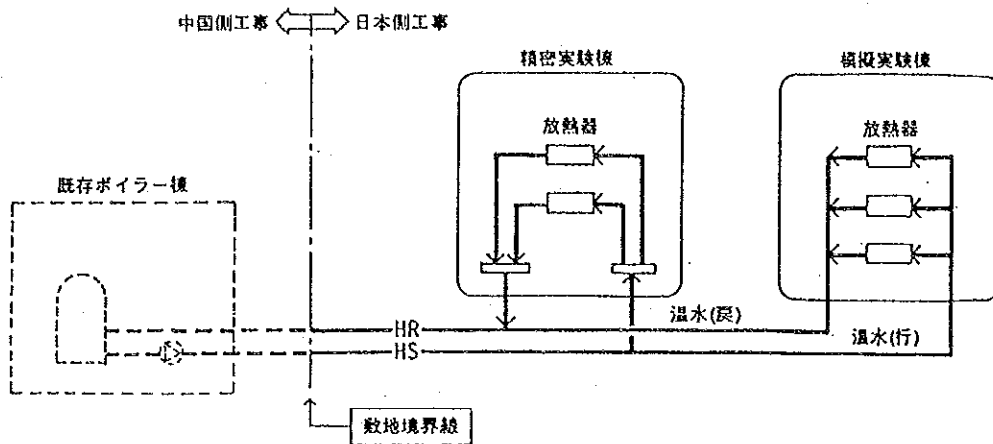 中国側工事 日本側工事
精密実験棟
模擬実験棟
放熱器
放熱器
既存ボイラー棟
温水(戻)
HR
温水(行)
HS
敷地境界線